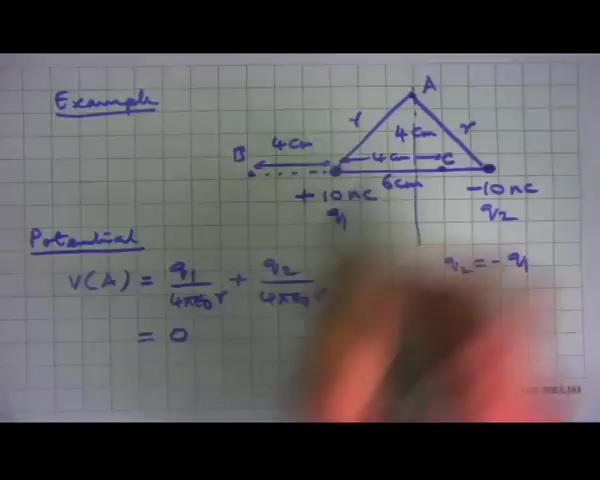 Example
A
r
r
4cm
4cm
B
4cm
C
6cm
+10nC
-10nC
q1
q2
Potential
V(A) = q1/4πε0r + q2/4πε0r
q2 = -q1
= 0